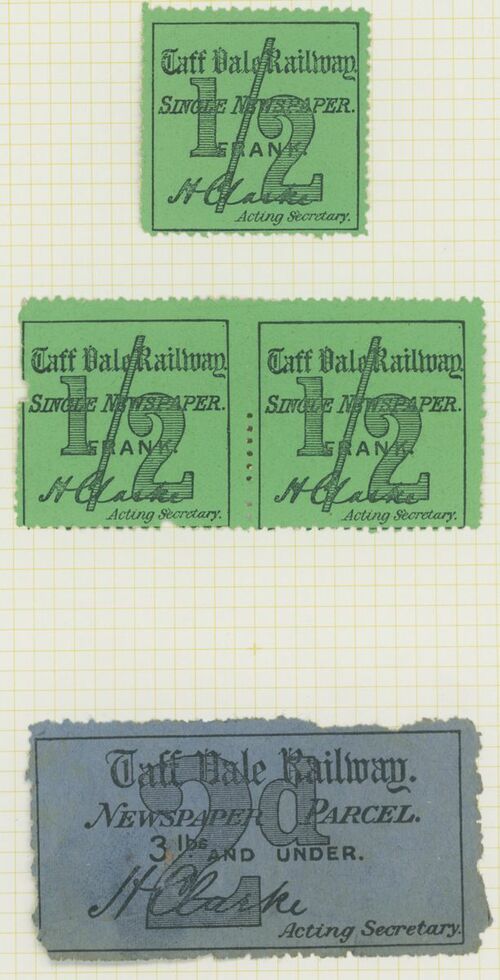 Taff Vale Railway.
SINGLE NEWSPAPER.
1/2
FRANK.
H Clarke
Acting Secretary.
Taff Vale Railway.
SINGLE NEWSPAPER.
1/2
FRANK.
H Clarke
Acting Secretary.
Taff Vale Railway.
SINGLE NEWSPAPER.
1/2
FRANK.
H Clarke
Acting Secretary.
Taff Vale Railway.
2d
NEWSPAPER PARCEL.
3 lbs AND UNDER.
H Clarke
Acting Secretary.